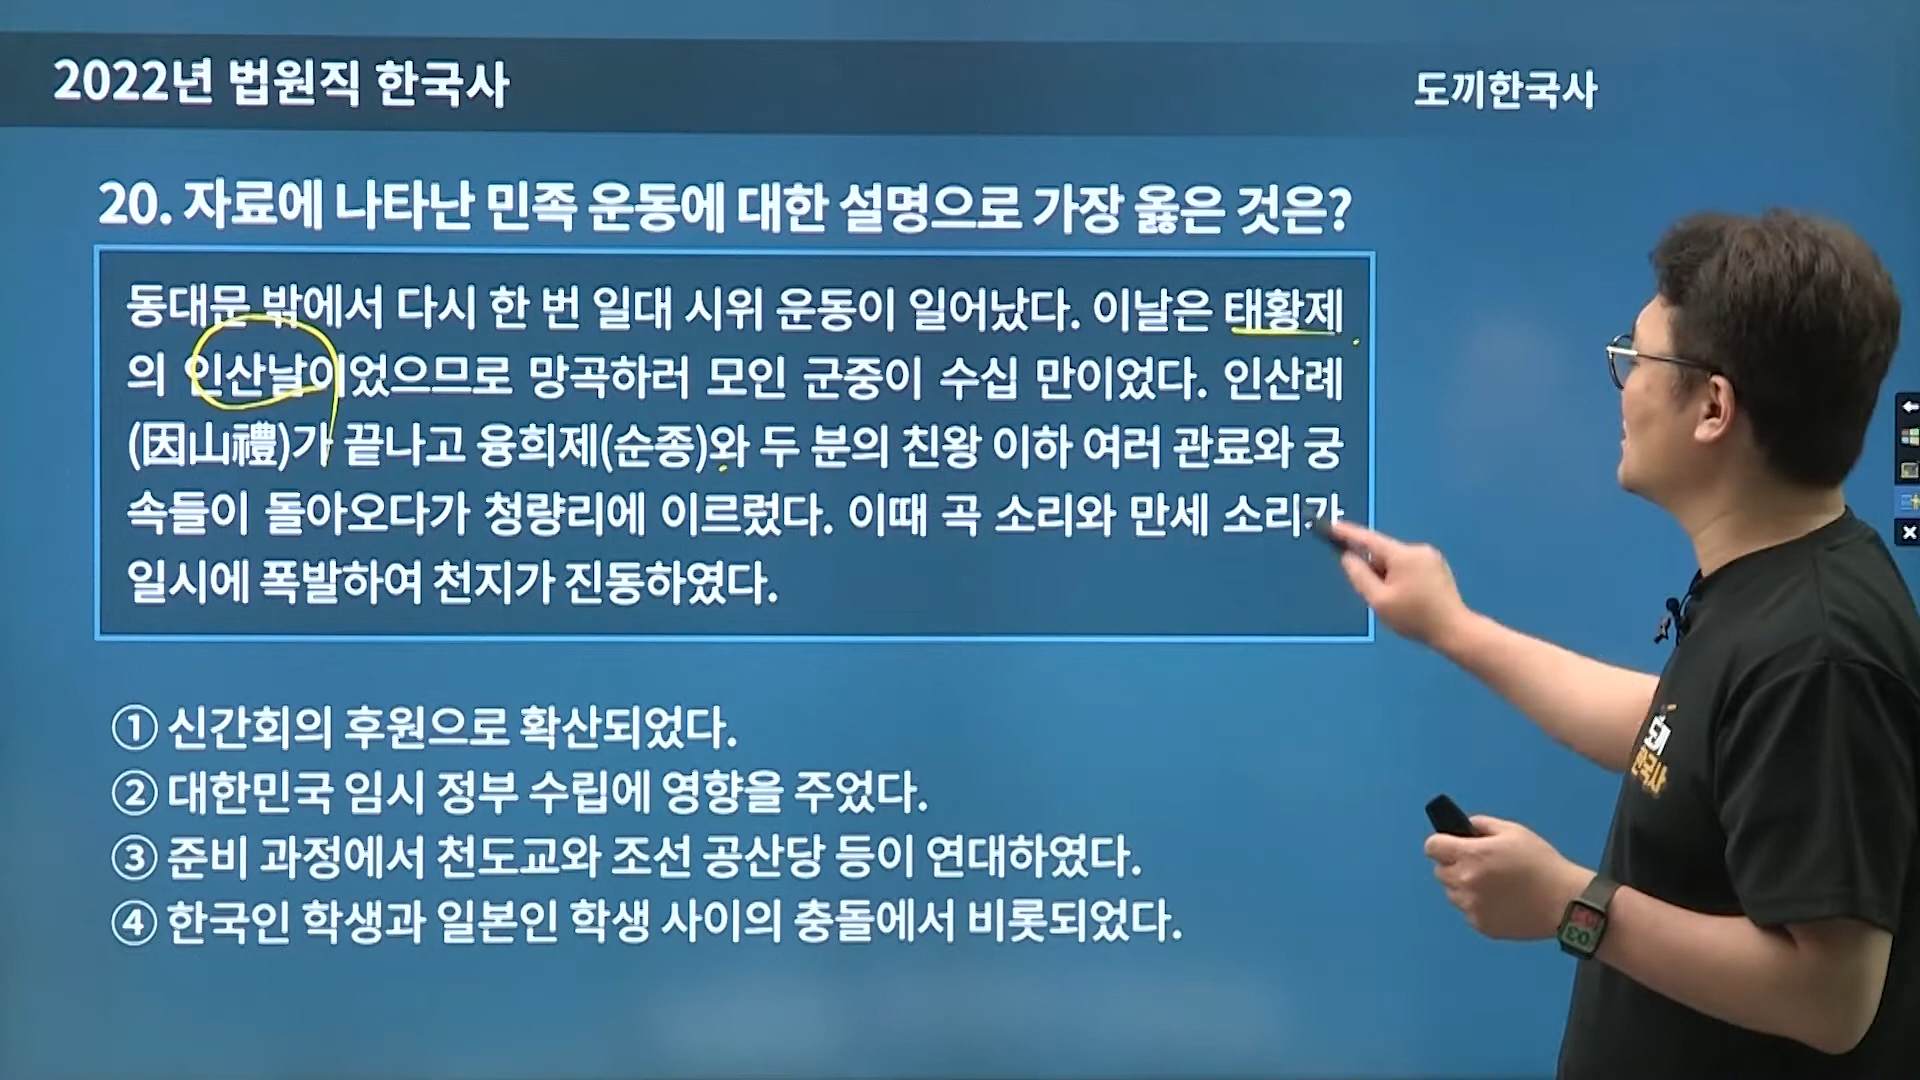 2022년 법원직 한국사
도끼한국사
20. 자료에 나타난 민족 운동에 대한 설명으로 가장 옳은 것은?
동대문 밖에서 다시 한 번 일대 시위 운동이 일어났다. 이날은 태황제
의 인산날이었으므로 망곡하러 모인 군중이 수십 만이었다. 인산례
(因山禮)가 끝나고 융희제(순종)와 두 분의 친왕 이하 여러 관료와 궁
속들이 돌아오다가 청량리에 이르렀다. 이때 곡 소리와 만세 소리가
일시에 폭발하여 천지가 진동하였다.
① 신간회의 후원으로 확산되었다.
② 대한민국 임시 정부 수립에 영향을 주었다.
③ 준비 과정에서 천도교와 조선 공산당 등이 연대하였다.
④ 한국인 학생과 일본인 학생 사이의 충돌에서 비롯되었다.
도끼
한국사